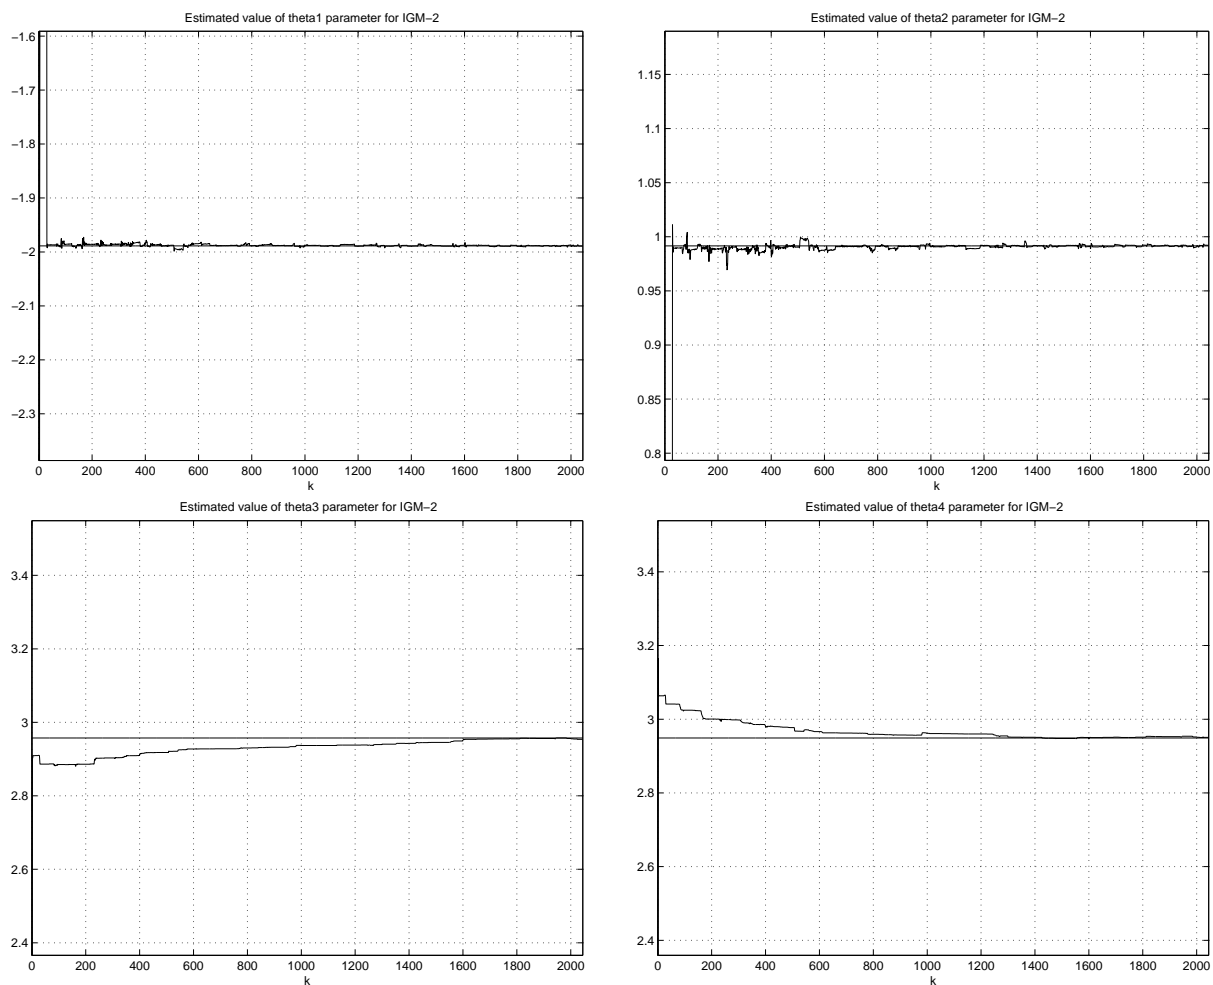 Estimated value of theta1 parameter for IGM−2
−1.6
−1.7
−1.8
−1.9
−2
−2.1
−2.2
−2.3
0 200 400 600 800 1000 1200 1400 1600 1800 2000
k
Estimated value of theta2 parameter for IGM−2
1.15
1.1
1.05
1
0.95
0.9
0.85
0.8
0 200 400 600 800 1000 1200 1400 1600 1800 2000
k
Estimated value of theta3 parameter for IGM−2
3.4
3.2
3
2.8
2.6
2.4
0 200 400 600 800 1000 1200 1400 1600 1800 2000
k
Estimated value of theta4 parameter for IGM−2
3.4
3.2
3
2.8
2.6
2.4
0 200 400 600 800 1000 1200 1400 1600 1800 2000
k